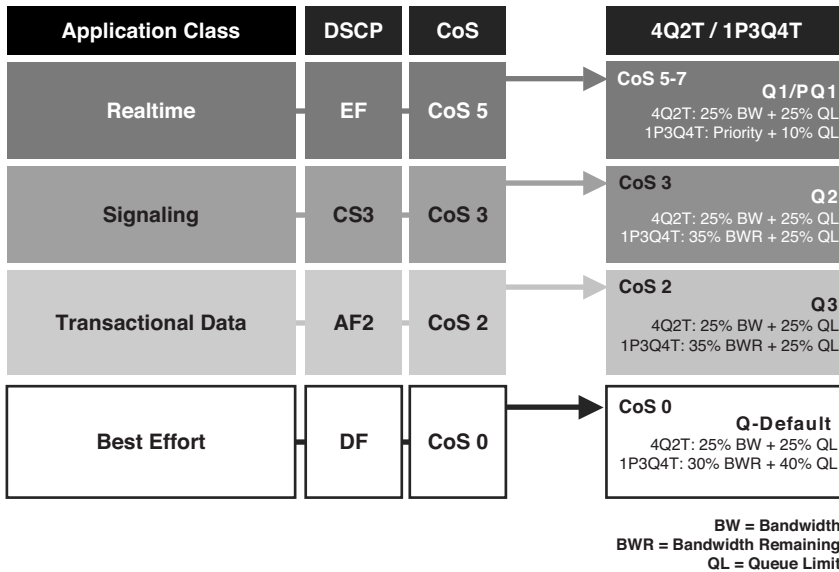 Application Class DSCP CoS 4Q2T / 1P3Q4T
Realtime EF CoS 5
CoS 5-7
Q1/PQ1
4Q2T: 25% BW + 25% QL
1P3Q4T: Priority + 10% QL
Signaling CS3 CoS 3
CoS 3
Q2
4Q2T: 25% BW + 25% QL
1P3Q4T: 35% BWR + 25% QL
Transactional Data AF2 CoS 2
CoS 2
Q3
4Q2T: 25% BW + 25% QL
1P3Q4T: 35% BWR + 25% QL
Best Effort DF CoS 0
CoS 0
Q-Default
4Q2T: 25% BW + 25% QL
1P3Q4T: 30% BWR + 40% QL
BW = Bandwidth
BWR = Bandwidth Remaining
QL = Queue Limit